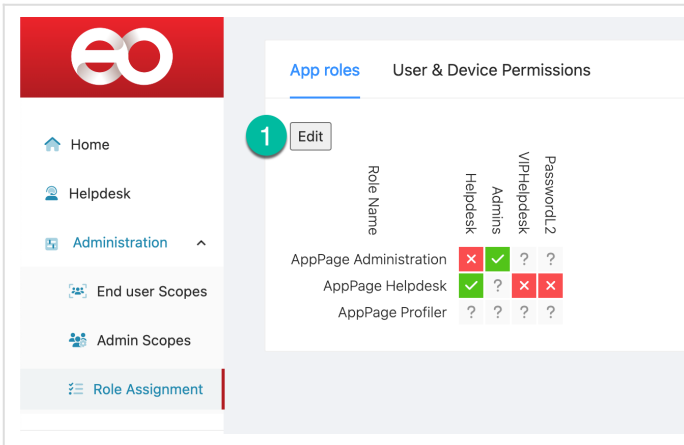 eo
App roles
User & Device Permissions
1
Edit
Home
Helpdesk
Administration
End user Scopes
Admin Scopes
Role Assignment
Role Name
Helpdesk
Admins
VIPHelpdesk
PasswordL2
AppPage Administration ? ?
AppPage Helpdesk ?
AppPage Profiler ? ? ? ?